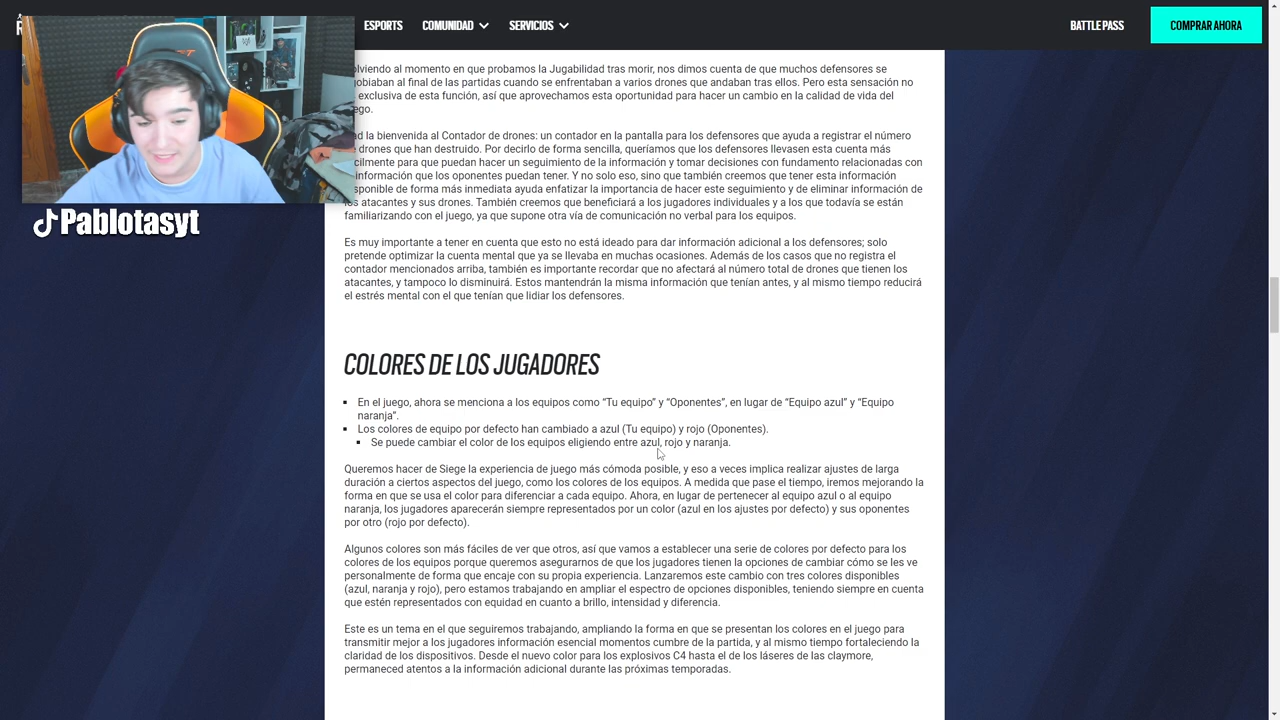 R
ESPORTS
COMUNIDAD
SERVICIOS
BATTLE PASS
COMPRAR AHORA
Pablotasyt
olviendo al momento en que probamos la Jugabilidad tras morir, nos dimos cuenta de que muchos defensores se
gobiaban al final de las partidas cuando se enfrentaban a varios drones que andaban tras ellos. Pero esta sensación no
exclusiva de esta función, así que aprovechamos esta oportunidad para hacer un cambio en la calidad de vida del
ego.
ad la bienvenida al Contador de drones: un contador en la pantalla para los defensores que ayuda a registrar el número
drones que han destruido. Por decirlo de forma sencilla, queríamos que los defensores llevasen esta cuenta más
cilmente para que puedan hacer un seguimiento de la información y tomar decisiones con fundamento relacionadas con
información que los oponentes puedan tener. Y no solo eso, sino que también creemos que tener esta información
sponible de forma más inmediata ayuda enfatizar la importancia de hacer este seguimiento y de eliminar información de
los atacantes y sus drones. También creemos que beneficiará a los jugadores individuales y a los que todavía se están
familiarizando con el juego, ya que supone otra vía de comunicación no verbal para los equipos.
Es muy importante a tener en cuenta que esto no está ideado para dar información adicional a los defensores; solo
pretende optimizar la cuenta mental que ya se llevaba en muchas ocasiones. Además de los casos que no registra el
contador mencionados arriba, también es importante recordar que no afectará al número total de drones que tienen los
atacantes, y tampoco lo disminuirá. Estos mantendrán la misma información que tenían antes, y al mismo tiempo reducirá
el estrés mental con el que tenían que lidiar los defensores.
COLORES DE LOS JUGADORES
En el juego, ahora se menciona a los equipos como “Tu equipo” y “Oponentes”, en lugar de “Equipo azul” y “Equipo
naranja”.
Los colores de equipo por defecto han cambiado a azul (Tu equipo) y rojo (Oponentes).
Se puede cambiar el color de los equipos eligiendo entre azul, rojo y naranja.
Queremos hacer de Siege la experiencia de juego más cómoda posible, y eso a veces implica realizar ajustes de larga
duración a ciertos aspectos del juego, como los colores de los equipos. A medida que pase el tiempo, iremos mejorando la
forma en que se usa el color para diferenciar a cada equipo. Ahora, en lugar de pertenecer al equipo azul o al equipo
naranja, los jugadores aparecerán siempre representados por un color (azul en los ajustes por defecto) y sus oponentes
por otro (rojo por defecto).
Algunos colores son más fáciles de ver que otros, así que vamos a establecer una serie de colores por defecto para los
colores de los equipos porque queremos asegurarnos de que los jugadores tienen la opciones de cambiar cómo se les ve
personalmente de forma que encaje con su propia experiencia. Lanzaremos este cambio con tres colores disponibles
(azul, naranja y rojo), pero estamos trabajando en ampliar el espectro de opciones disponibles, teniendo siempre en cuenta
que estén representados con equidad en cuanto a brillo, intensidad y diferencia.
Este es un tema en el que seguiremos trabajando, ampliando la forma en que se presentan los colores en el juego para
transmitir mejor a los jugadores información esencial momentos cumbre de la partida, y al mismo tiempo fortaleciendo la
claridad de los dispositivos. Desde el nuevo color para los explosivos C4 hasta el de los láseres de las claymore,
permaneced atentos a la información adicional durante las próximas temporadas.